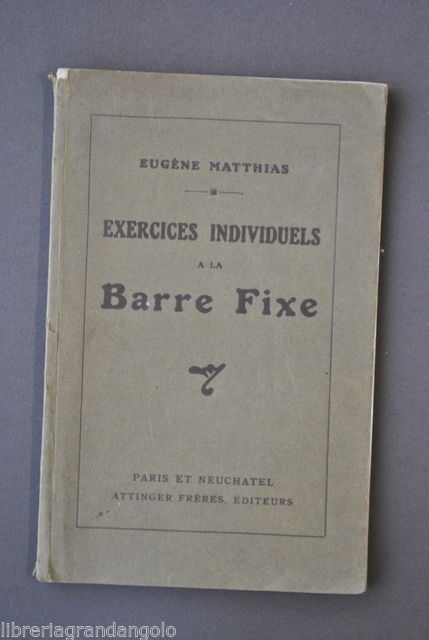 EUGÈNE MATTHIAS
EXERCICES INDIVIDUELS
A LA
Barre Fixe
PARIS ET NEUCHATEL
ATTINGER FRÈRES, ÉDITEURS
libreriagrandangolo